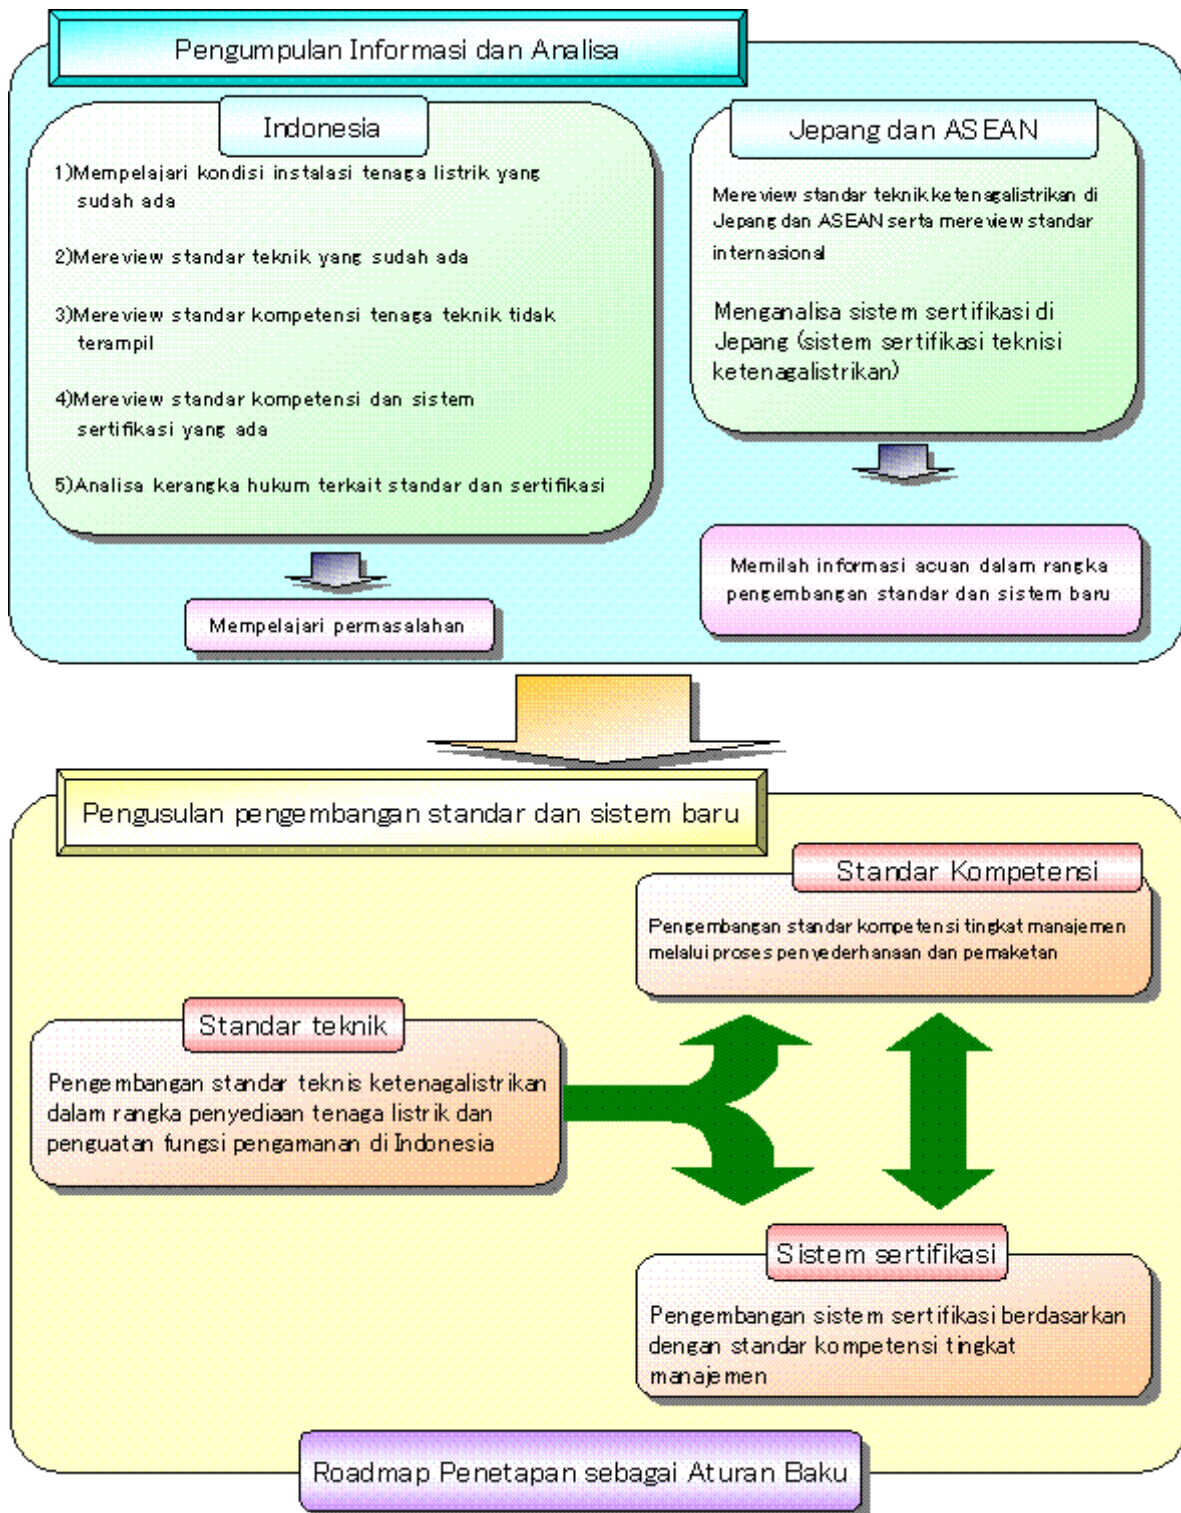 Pengumpulan Informasi dan Analisa
Indonesia
1)Mempelajari kondisi instalasi tenaga listrik yang
sudah ada
2)Mereview standar teknik yang sudah ada
3)Mereview standar kompetensi tenaga teknik tidak
terampil
4)Mereview standar kompetensi dan sistem
sertifikasi yang ada
5)Analisa kerangka hukum terkait standar dan sertifikasi
Mempelajari permasalahan
Jepang dan ASEAN
Mereview standar teknik ketenagalistrikan di
Jepang dan ASEAN serta mereview standar
internasional
Menganalisa sistem sertifikasi di
Jepang (sistem sertifikasi teknisi
ketenagalistrikan)
Memilah informasi acuan dalam rangka
pengembangan standar dan sistem baru
Pengusulan pengembangan standar dan sistem baru
Standar Kompetensi
Pengembangan standar kompetensi tingkat manajemen
melalui proses penyederhanaan dan pemaketan
Standar teknik
Pengembangan standar teknis ketenagalistrikan
dalam rangka penyediaan tenaga listrik dan
penguatan fungsi pengamanan di Indonesia
Sistem sertifikasi
Pengembangan sistem sertifikasi berdasarkan
dengan standar kompetensi tingkat
manajemen
Roadmap Penetapan sebagai Aturan Baku